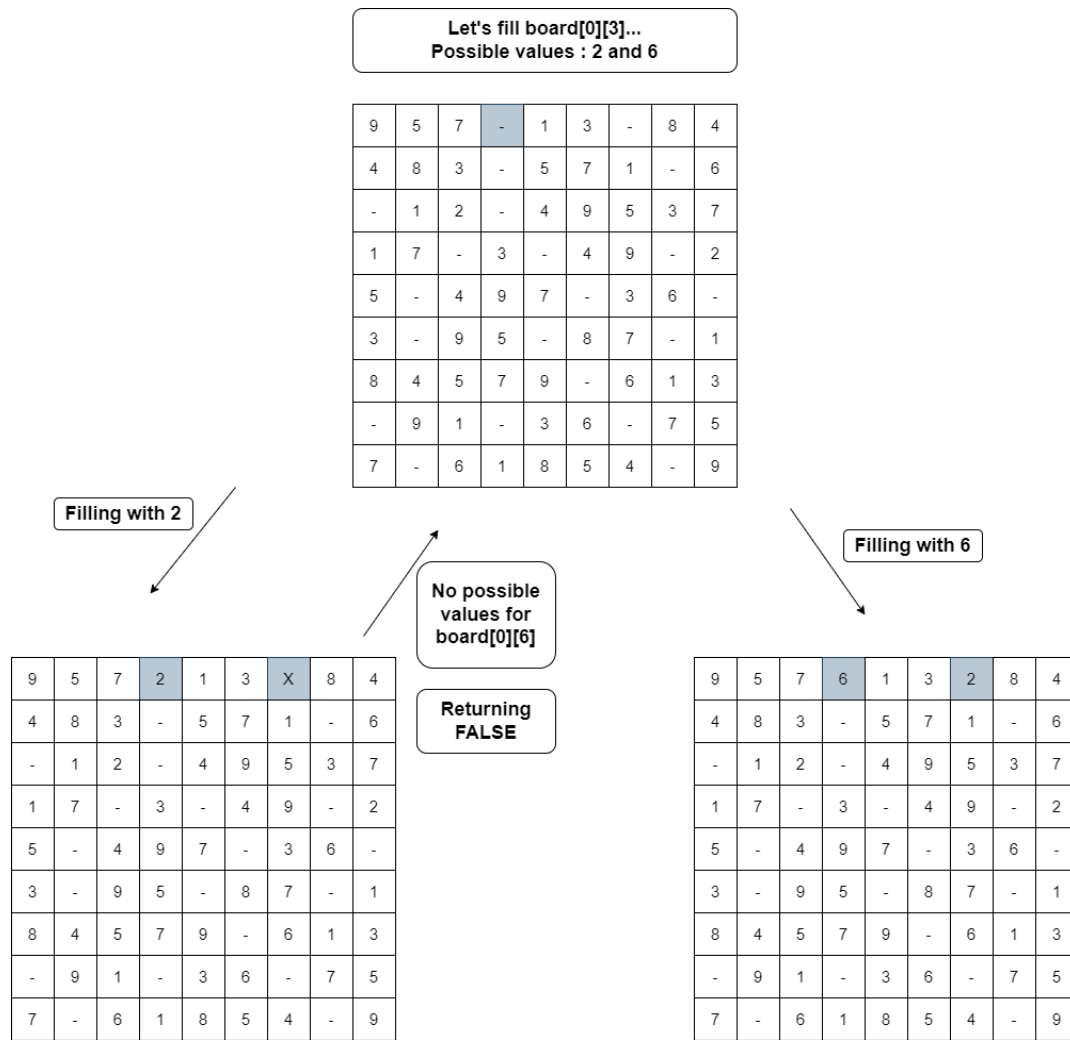 Let's fill board[0][3]...
Possible values : 2 and 6
9 5 7 - 1 3 - 8 4
4 8 3 - 5 7 1 - 6
- 1 2 - 4 9 5 3 7
1 7 - 3 - 4 9 - 2
5 - 4 9 7 - 3 6 -
3 - 9 5 - 8 7 - 1
8 4 5 7 9 - 6 1 3
- 9 1 - 3 6 - 7 5
7 - 6 1 8 5 4 - 9
Filling with 2
Filling with 6
No possible
values for
board[0][6]
Returning
FALSE
9 5 7 2 1 3 X 8 4
4 8 3 - 5 7 1 - 6
- 1 2 - 4 9 5 3 7
1 7 - 3 - 4 9 - 2
5 - 4 9 7 - 3 6 -
3 - 9 5 - 8 7 - 1
8 4 5 7 9 - 6 1 3
- 9 1 - 3 6 - 7 5
7 - 6 1 8 5 4 - 9
9 5 7 6 1 3 2 8 4
4 8 3 - 5 7 1 - 6
- 1 2 - 4 9 5 3 7
1 7 - 3 - 4 9 - 2
5 - 4 9 7 - 3 6 -
3 - 9 5 - 8 7 - 1
8 4 5 7 9 - 6 1 3
- 9 1 - 3 6 - 7 5
7 - 6 1 8 5 4 - 9